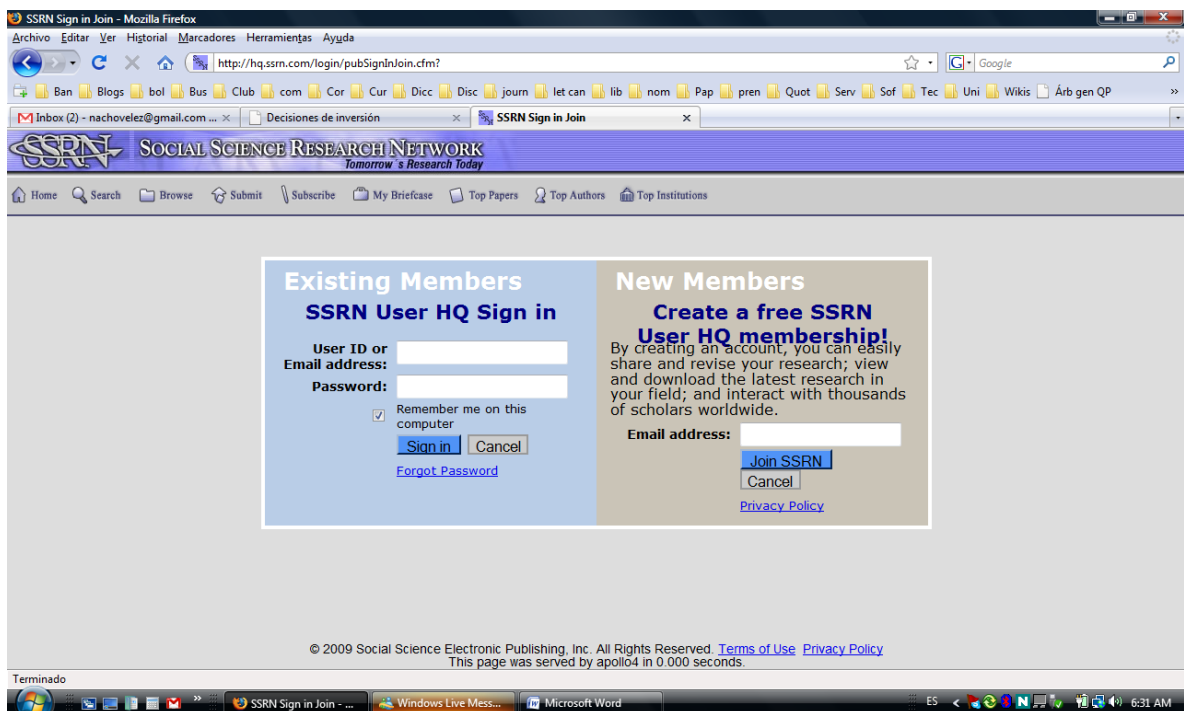 SSRN Sign in Join - Mozilla Firefox
Archivo Editar Ver Historial Marcadores Herramientas Ayuda
http://hq.ssrn.com/login/pubSignInJoin.cfm? G Google
Ban Blogs bol Bus Club com Cor Cur Dicc Disc journ let can lib nom Pap pren Quot Serv Sof Tec Uni Wikis Árb gen QP »
Inbox (2) - nachovelez@gmail.com ... Decisiones de inversión SSRN Sign in Join
SSRN SOCIAL SCIENCE RESEARCH NETWORK
Tomorrow´s Research Today
Home Search Browse Submit Subscribe My Briefcase Top Papers Top Authors Top Institutions
Existing Members
SSRN User HQ Sign in
User ID or
Email address:
Password:
Remember me on this
computer
Sign in Cancel
Forgot Password
New Members
Create a free SSRN
User HQ membership!
By creating an account, you can easily
share and revise your research; view
and download the latest research in
your field; and interact with thousands
of scholars worldwide.
Email address:
Join SSRN
Cancel
Privacy Policy
© 2009 Social Science Electronic Publishing, Inc. All Rights Reserved. Terms of Use Privacy Policy
This page was served by apollo4 in 0.000 seconds.
Terminado
» SSRN Sign in Join - ... Windows Live Mess... Microsoft Word ES < N 6:31 AM